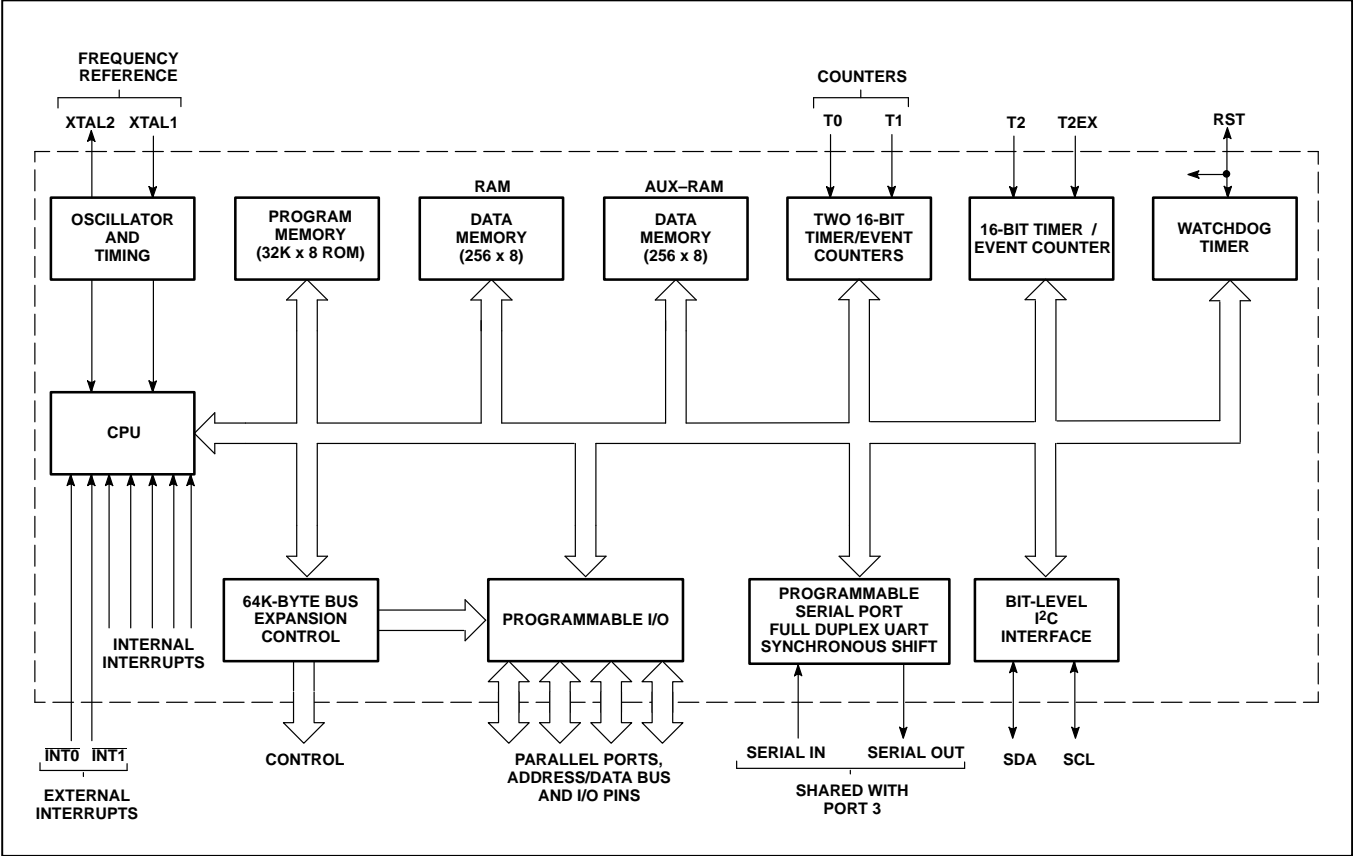 FREQUENCY
REFERENCE
COUNTERS
XTAL2 XTAL1
T0 T1
T2 T2EX
RST
RAM
AUX–RAM
OSCILLATOR
AND
TIMING
PROGRAM
MEMORY
(32K x 8 ROM)
DATA
MEMORY
(256 x 8)
DATA
MEMORY
(256 x 8)
TWO 16-BIT
TIMER/EVENT
COUNTERS
16-BIT TIMER /
EVENT COUNTER
WATCHDOG
TIMER
CPU
64K-BYTE BUS
EXPANSION
CONTROL
PROGRAMMABLE I/O
PROGRAMMABLE
SERIAL PORT
FULL DUPLEX UART
SYNCHRONOUS SHIFT
BIT-LEVEL
I²C
INTERFACE
INTERNAL
INTERRUPTS
I̅N̅T̅0̅ I̅N̅T̅1̅
EXTERNAL
INTERRUPTS
CONTROL
PARALLEL PORTS,
ADDRESS/DATA BUS
AND I/O PINS
SERIAL IN SERIAL OUT
SHARED WITH
PORT 3
SDA SCL